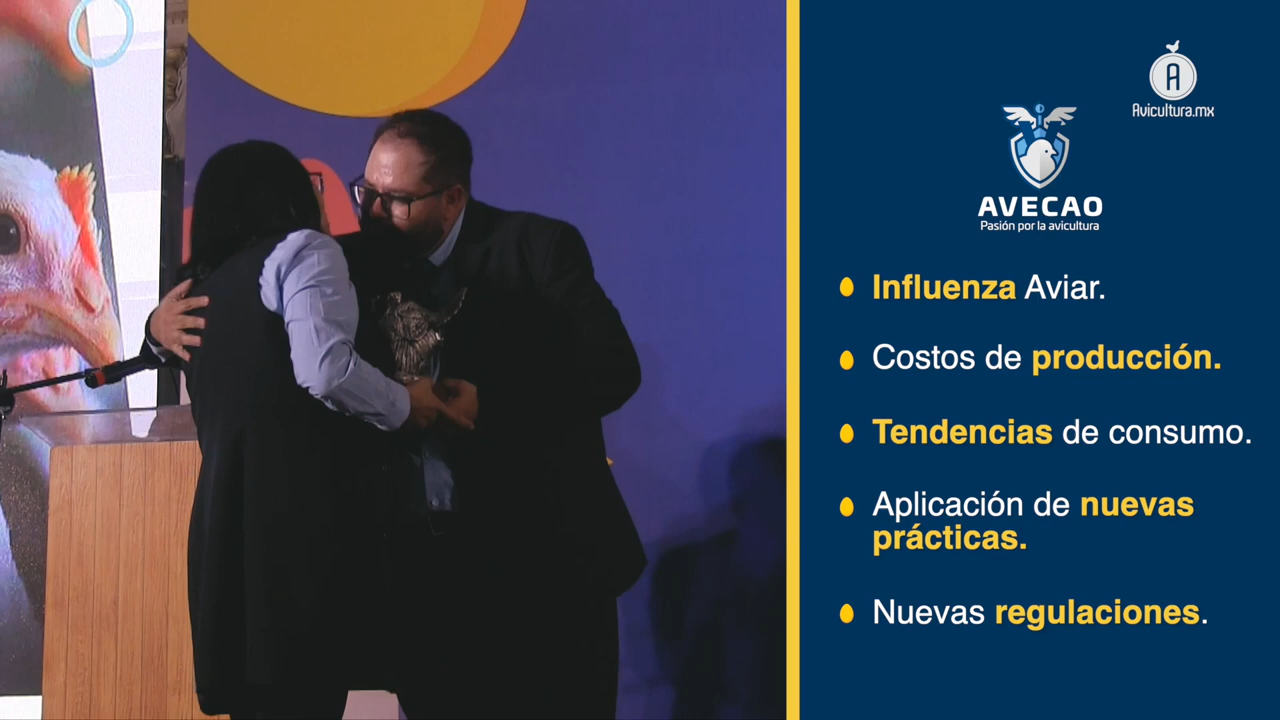 A
Avicultura.mx
AVECAO
Pasión por la avicultura
Influenza Aviar.
Costos de producción.
Tendencias de consumo.
Aplicación de nuevas
prácticas.
Nuevas regulaciones.